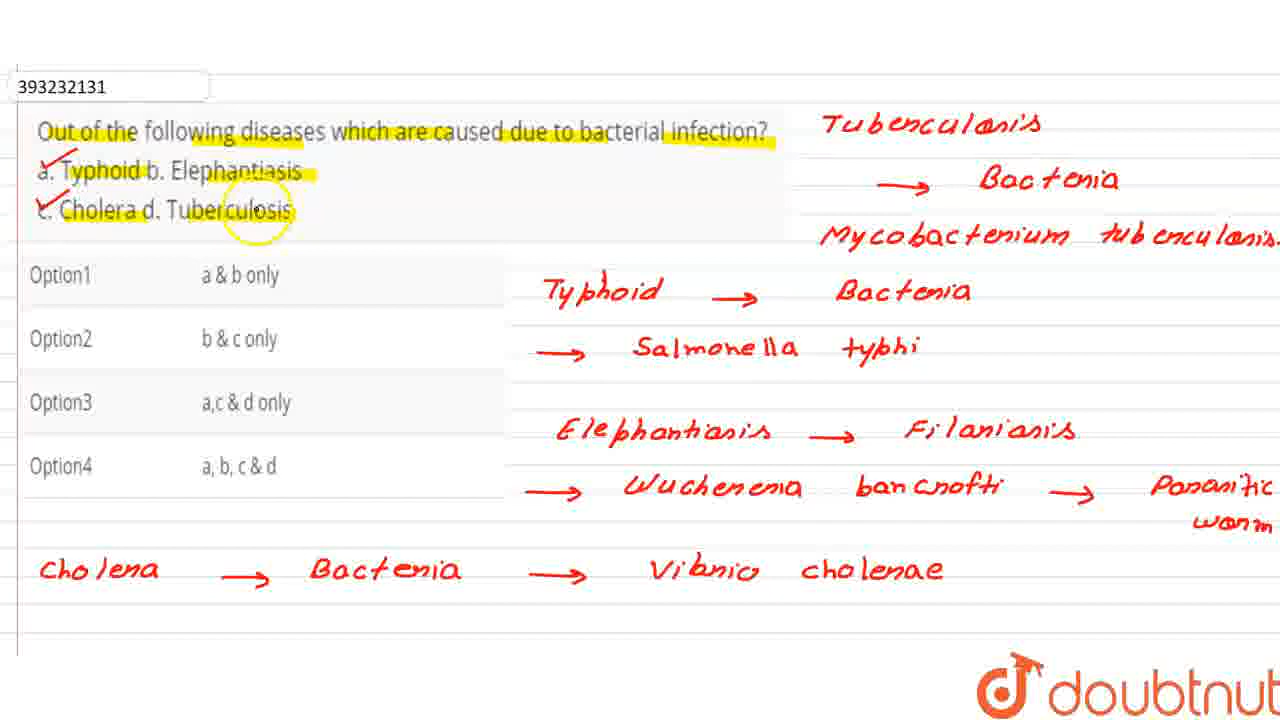 393232131
Out of the following diseases which are caused due to bacterial infection?
a. Typhoid b. Elephantiasis
c. Cholera d. Tuberculosis
Option1 a & b only
Option2 b & c only
Option3 a,c & d only
Option4 a, b, c & d
Tuberculosis
→ Bacteria
Mycobacterium tuberculosis.
Typhoid → Bacteria
→ Salmonella typhi
Elephantiasis → Filariasis
→ Wuchereria bancrofti → Parasitic
worm
Cholera → Bacteria → Vibrio cholerae
doubtnut